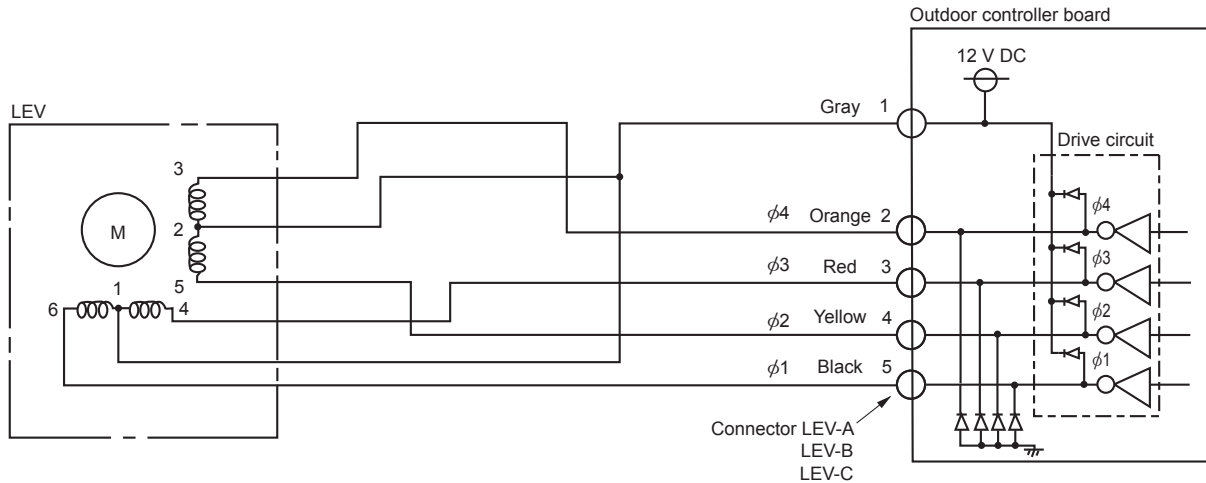 Outdoor controller board
12 V DC
LEV
Gray 1
Drive circuit
3
ϕ4
ϕ4 Orange 2
M
2
ϕ3
ϕ3 Red 3
5
1
6
4
ϕ2
ϕ2 Yellow 4
ϕ1
ϕ1 Black 5
Connector LEV-A
LEV-B
LEV-C